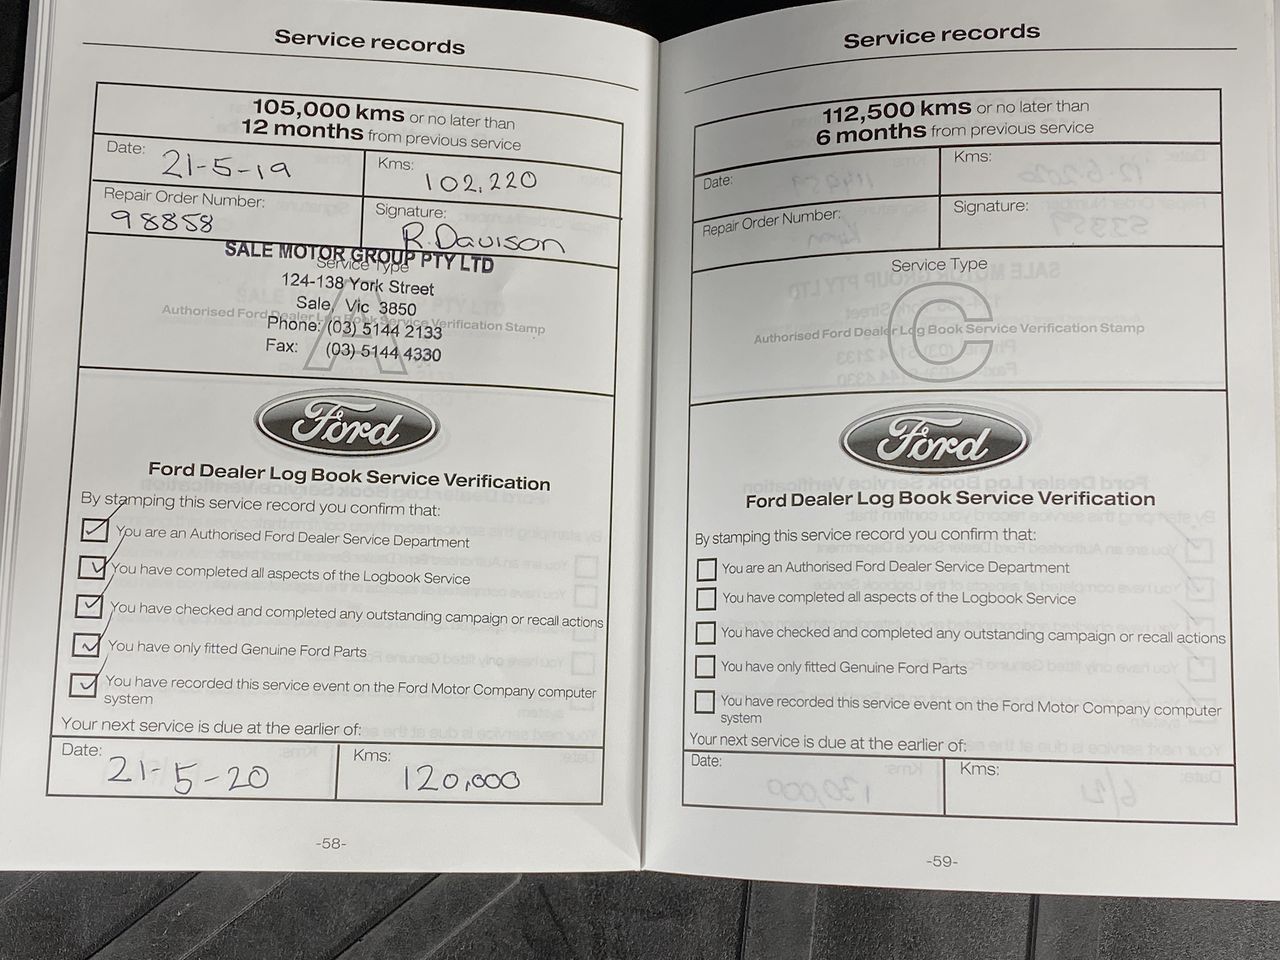 Service records
105,000 kms or no later than
12 months from previous service
Date: 21-5-19
Kms: 102,220
Repair Order Number: 98858
Signature: R. Davison
Service Type
A
Authorised Ford Dealer Log Book Service Verification Stamp
SALE MOTOR GROUP PTY LTD
124-138 York Street
Sale, Vic 3850
Phone: (03) 5144 2133
Fax: (03) 5144 4330
Ford
Ford Dealer Log Book Service Verification
By stamping this service record you confirm that:
You are an Authorised Ford Dealer Service Department
You have completed all aspects of the Logbook Service
You have checked and completed any outstanding campaign or recall actions
You have only fitted Genuine Ford Parts
You have recorded this service event on the Ford Motor Company computer
system
Your next service is due at the earlier of:
Date: 21-5-20
Kms: 120,000
-58-
Service records
112,500 kms or no later than
6 months from previous service
Date:
Kms:
Repair Order Number:
Signature:
Service Type
C
Authorised Ford Dealer Log Book Service Verification Stamp
Ford
Ford Dealer Log Book Service Verification
By stamping this service record you confirm that:
You are an Authorised Ford Dealer Service Department
You have completed all aspects of the Logbook Service
You have checked and completed any outstanding campaign or recall actions
You have only fitted Genuine Ford Parts
You have recorded this service event on the Ford Motor Company computer
system
Your next service is due at the earlier of:
Date:
Kms:
-59-